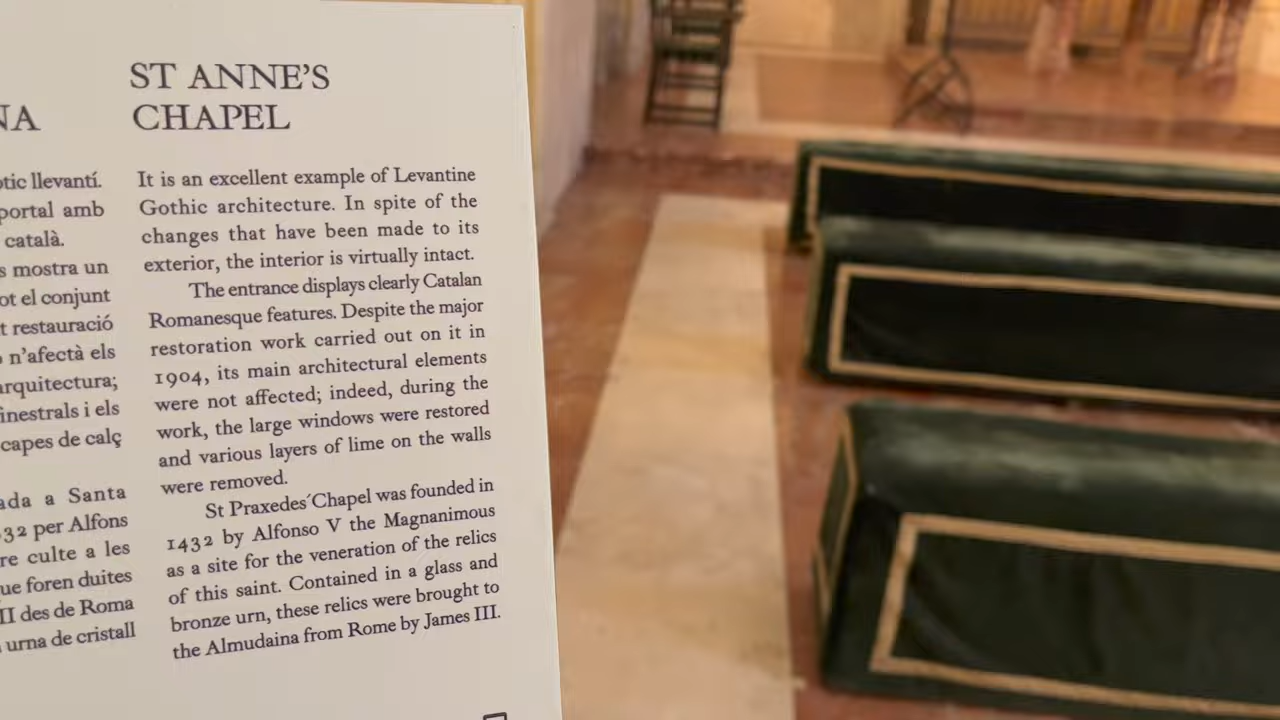 NA
òtic llevantí.
portal amb
català.
s mostra un
ot el conjunt
t restauració
n'afectà els
arquitectura;
finestrals i els
capes de calç
ada a Santa
32 per Alfons
re culte a les
ue foren duites
II des de Roma
urna de cristall
ST ANNE'S
CHAPEL
It is an excellent example of Levantine
Gothic architecture. In spite of the
changes that have been made to its
exterior, the interior is virtually intact.
The entrance displays clearly Catalan
Romanesque features. Despite the major
restoration work carried out on it in
1904, its main architectural elements
were not affected; indeed, during the
work, the large windows were restored
and various layers of lime on the walls
were removed.
St Praxedes´Chapel was founded in
1432 by Alfonso V the Magnanimous
as a site for the veneration of the relics
of this saint. Contained in a glass and
bronze urn, these relics were brought to
the Almudaina from Rome by James III.